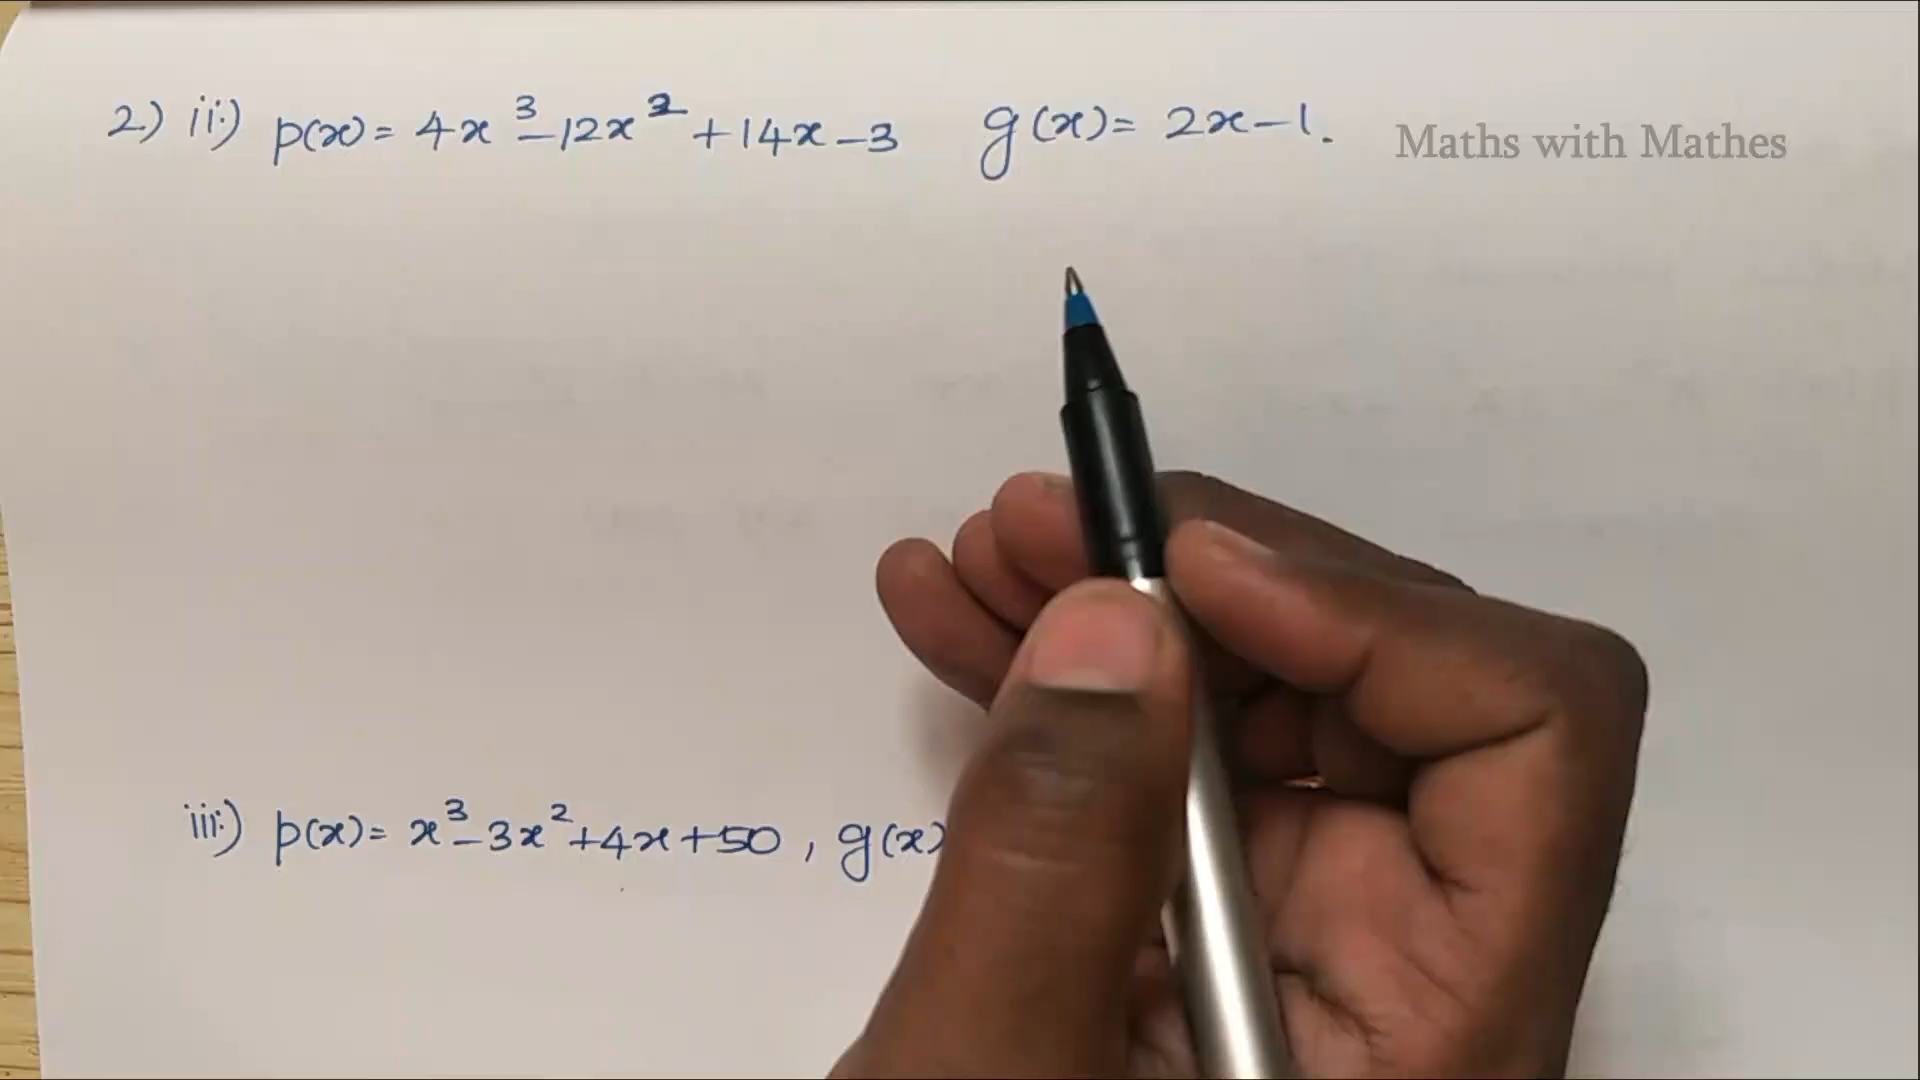 2) ii) p(x) = 4x³ - 12x² + 14x - 3 g(x) = 2x - 1.
Maths with Mathes
iii) p(x) = x³ - 3x² + 4x + 50 , g(x)